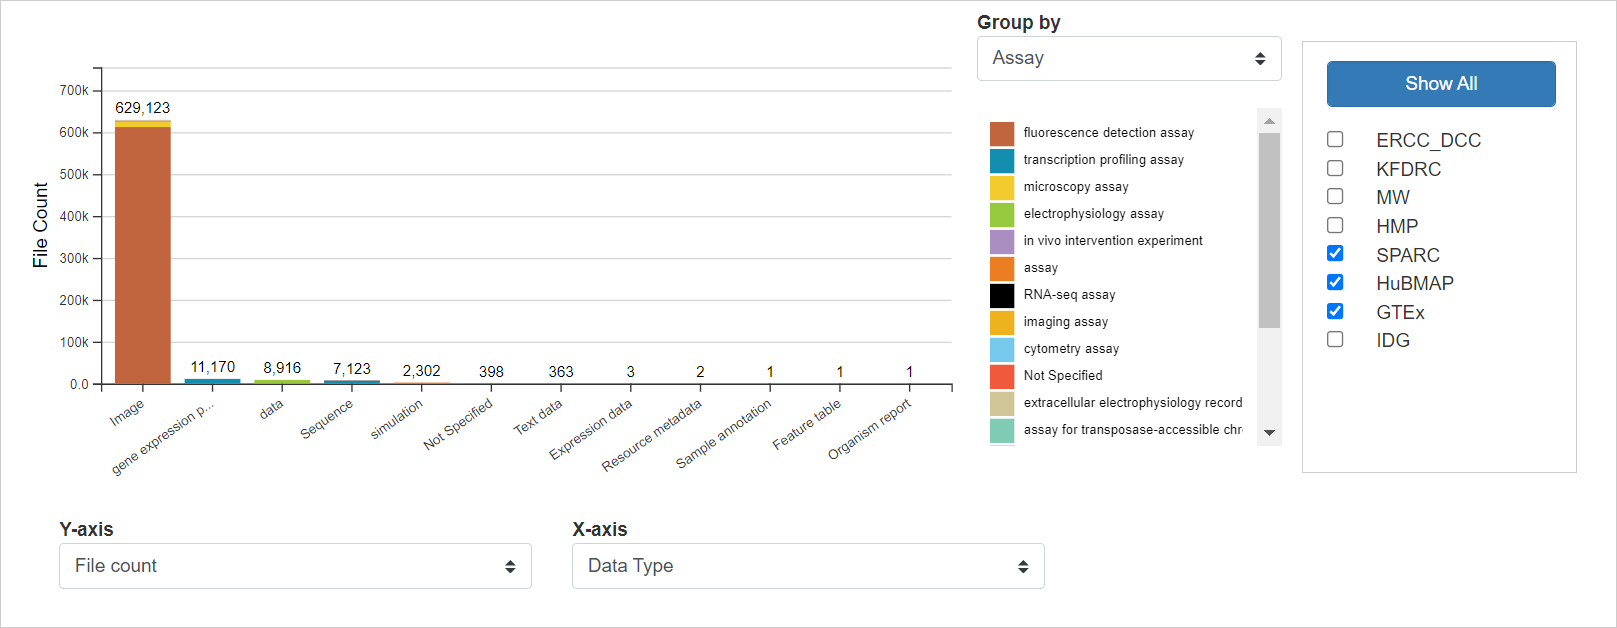 Group by
Assay
Show All
700k
600k
500k
400k
300k
200k
100k
0.0
File Count
629,123
11,170
8,916
7,123
2,302
398
363
3
2
1
1
1
Image
gene expression p...
data
Sequence
simulation
Not Specified
Text data
Expression data
Resource metadata
Sample annotation
Feature table
Organism report
fluorescence detection assay
transcription profiling assay
microscopy assay
electrophysiology assay
in vivo intervention experiment
assay
RNA-seq assay
imaging assay
cytometry assay
Not Specified
extracellular electrophysiology record
assay for transposase-accessible chr
ERCC_DCC
KFDRC
MW
HMP
SPARC
HuBMAP
GTEx
IDG
Y-axis
File count
X-axis
Data Type